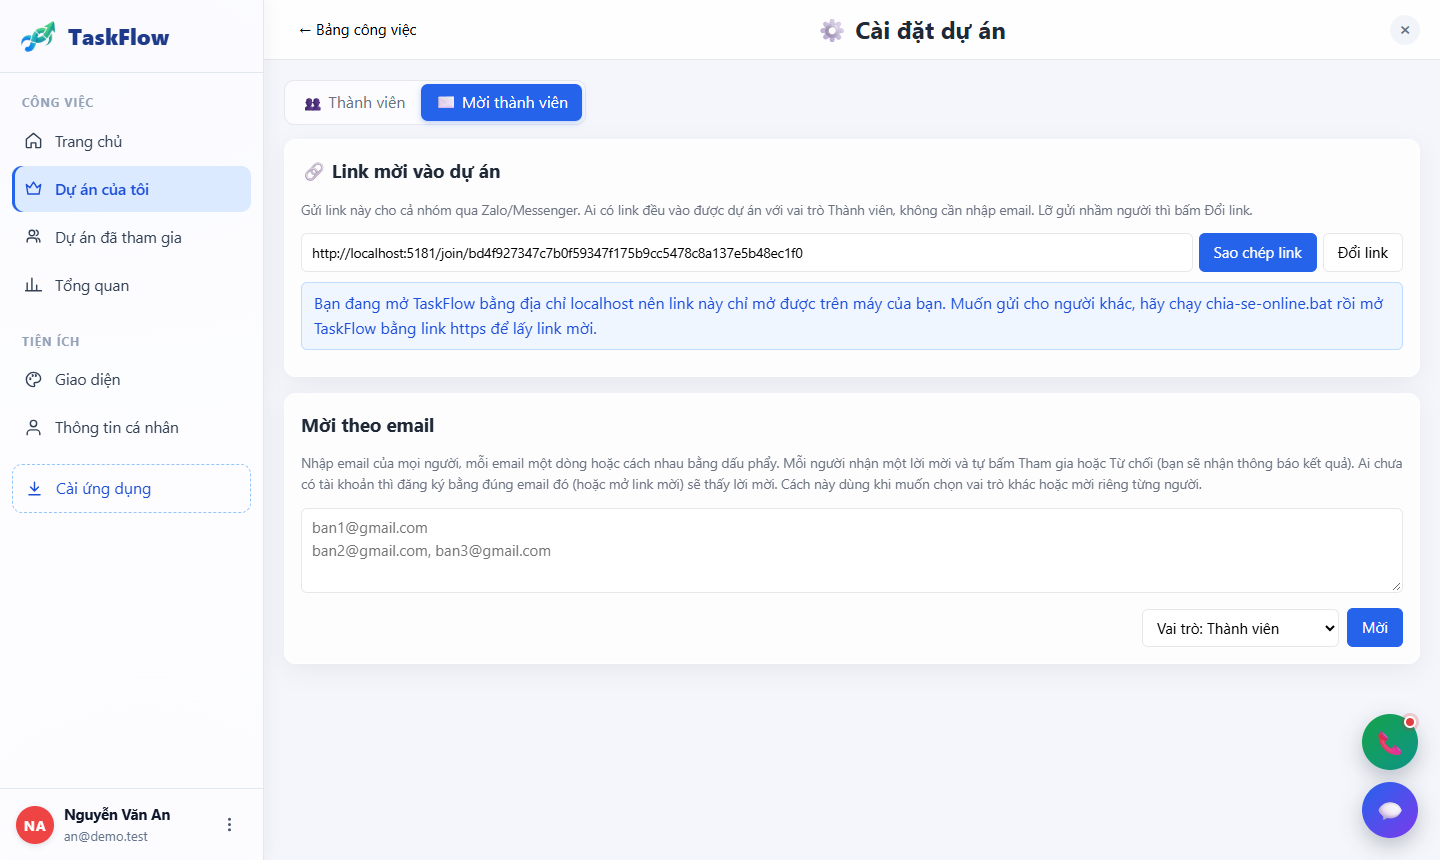 TaskFlow
CÔNG VIỆC
Trang chủ
Dự án của tôi
Dự án đã tham gia
Tổng quan
TIỆN ÍCH
Giao diện
Thông tin cá nhân
Cài ứng dụng
NA
Nguyễn Văn An
an@demo.test
← Bảng công việc
Cài đặt dự án
Thành viên
Mời thành viên
Link mời vào dự án
Gửi link này cho cả nhóm qua Zalo/Messenger. Ai có link đều vào được dự án với vai trò Thành viên, không cần nhập email. Lỡ gửi nhầm người thì bấm Đổi link.
http://localhost:5181/join/bd4f927347c7b0f59347f175b9cc5478c8a137e5b48ec1f0
Sao chép link
Đổi link
Bạn đang mở TaskFlow bằng địa chỉ localhost nên link này chỉ mở được trên máy của bạn. Muốn gửi cho người khác, hãy chạy chia-se-online.bat rồi mở
TaskFlow bằng link https để lấy link mời.
Mời theo email
Nhập email của mọi người, mỗi email một dòng hoặc cách nhau bằng dấu phẩy. Mỗi người nhận một lời mời và tự bấm Tham gia hoặc Từ chối (bạn sẽ nhận thông báo kết quả). Ai chưa
có tài khoản thì đăng ký bằng đúng email đó (hoặc mở link mời) sẽ thấy lời mời. Cách này dùng khi muốn chọn vai trò khác hoặc mời riêng từng người.
ban1@gmail.com
ban2@gmail.com, ban3@gmail.com
Vai trò: Thành viên
Mời